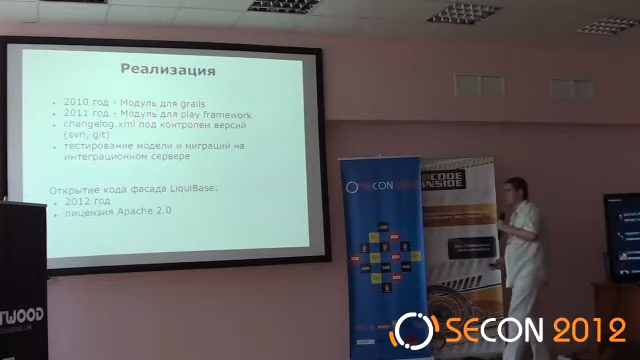 Реализация
2010 год - Модуль для grails
2011 год - Модуль для play framework
changelog.xml под контролем версий
(svn, git)
тестирование модели и миграций на
интеграционном сервере
Открытие кода фасада LiquiBase:
2012 год
лицензия Apache 2.0
SECON 2012
CODE
INSIDE
SECON 2012